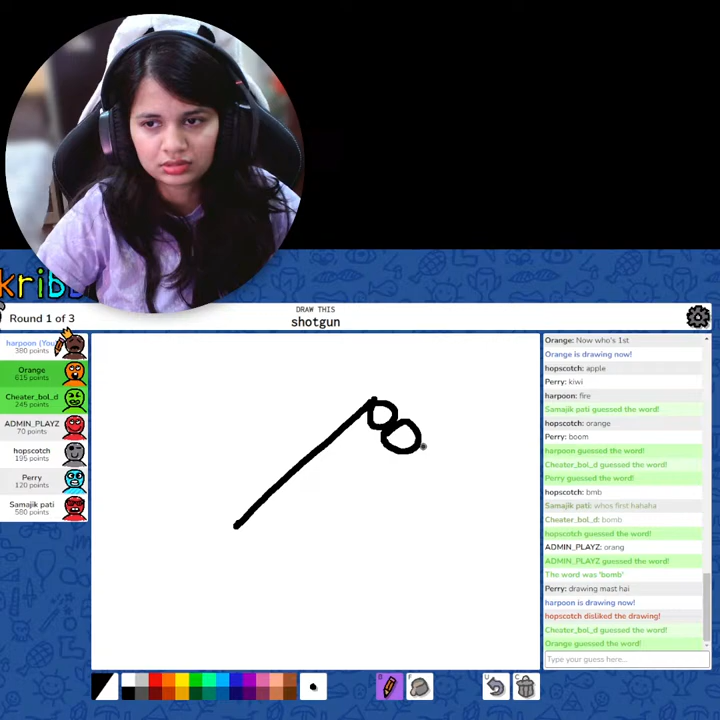 kribb
Round 1 of 3
DRAW THIS
shotgun
harpoon (You)
380 points
Orange
615 points
Cheater_bol_d
245 points
ADMIN_PLAYZ
70 points
hopscotch
195 points
Perry
120 points
Samajik pati
580 points
Orange: Now who's 1st
Orange is drawing now!
hopscotch: apple
Perry: kiwi
harpoon: fire
Samajik pati guessed the word!
hopscotch: orange
Perry: boom
harpoon guessed the word!
Cheater_bol_d guessed the word!
Perry guessed the word!
hopscotch: bmb
Samajik pati: whos first hahaha
Cheater_bol_d: bomb
hopscotch guessed the word!
ADMIN_PLAYZ: orang
ADMIN_PLAYZ guessed the word!
The word was 'bomb'
Perry: drawing mast hai
harpoon is drawing now!
hopscotch disliked the drawing!
Cheater_bol_d guessed the word!
Orange guessed the word!
Type your guess here...
B
F
U
C